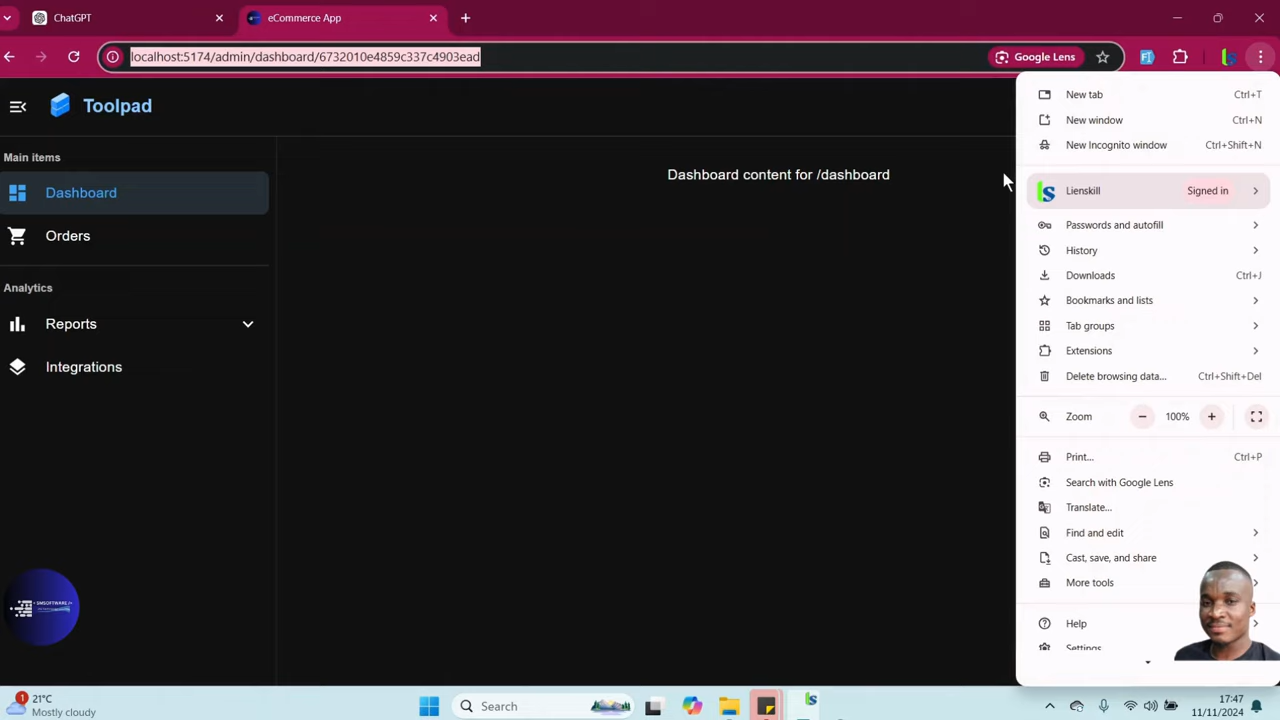 ChatGPT
eCommerce App
localhost:5174/admin/dashboard/6732010e4859c337c4903ead
Google Lens
Toolpad
Main items
Dashboard
Orders
Analytics
Reports
Integrations
Dashboard content for /dashboard
New tab Ctrl+T
New window Ctrl+N
New Incognito window Ctrl+Shift+N
Lienskill Signed in
Passwords and autofill
History
Downloads Ctrl+J
Bookmarks and lists
Tab groups
Extensions
Delete browsing data... Ctrl+Shift+Del
Zoom 100%
Print... Ctrl+P
Search with Google Lens
Translate...
Find and edit
Cast, save, and share
More tools
Help
Settings
1
21°C
Mostly cloudy
Search
17:47
11/11/2024